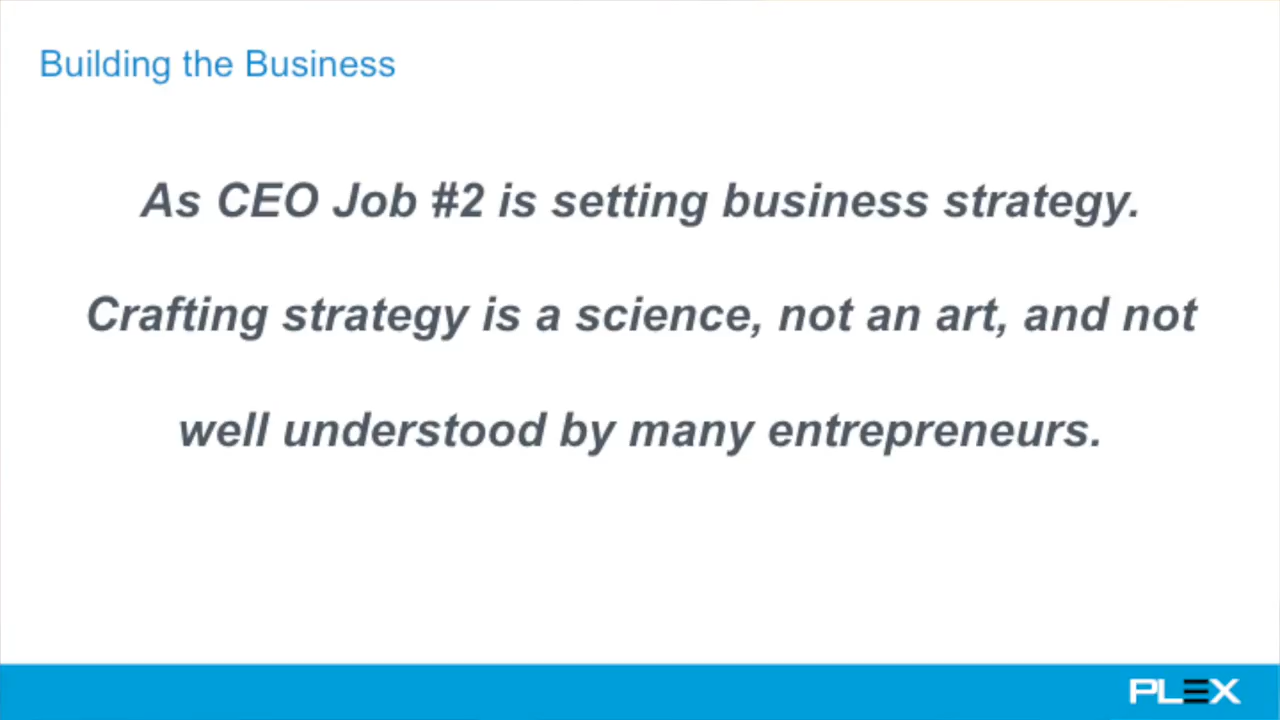 Building the Business
As CEO Job #2 is setting business strategy.
Crafting strategy is a science, not an art, and not
well understood by many entrepreneurs.
PLEX